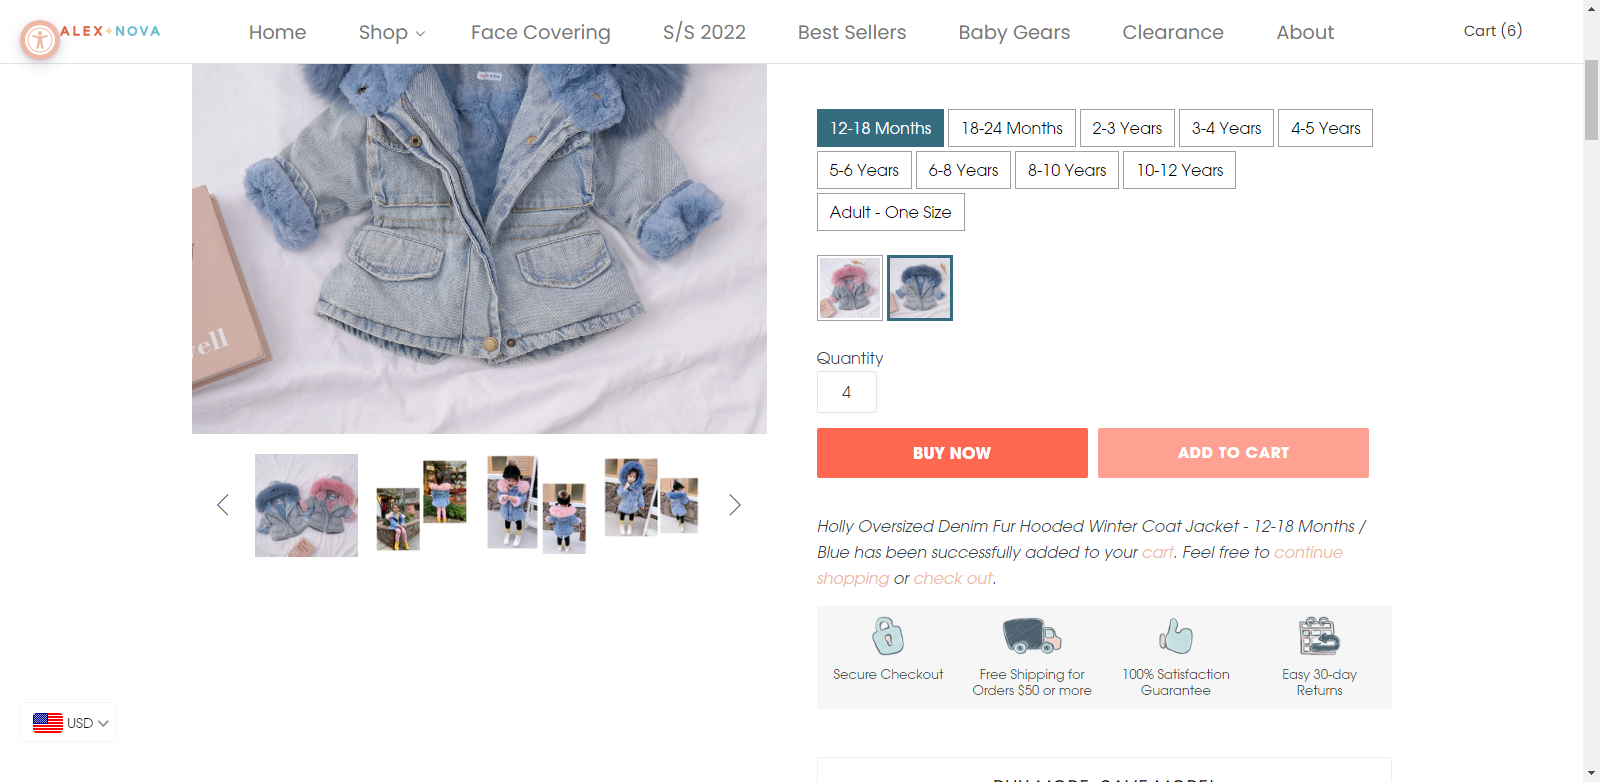 ALEX+NOVA
Home
Shop
Face Covering
S/S 2022
Best Sellers
Baby Gears
Clearance
About
Cart (6)
12-18 Months
18-24 Months
2-3 Years
3-4 Years
4-5 Years
5-6 Years
6-8 Years
8-10 Years
10-12 Years
Adult - One Size
Quantity
4
BUY NOW
ADD TO CART
Holly Oversized Denim Fur Hooded Winter Coat Jacket - 12-18 Months /
Blue has been successfully added to your cart. Feel free to continue
shopping or check out.
Secure Checkout
Free Shipping for
Orders $50 or more
100% Satisfaction
Guarantee
Easy 30-day
Returns
USD
BUY MORE, SAVE MORE!